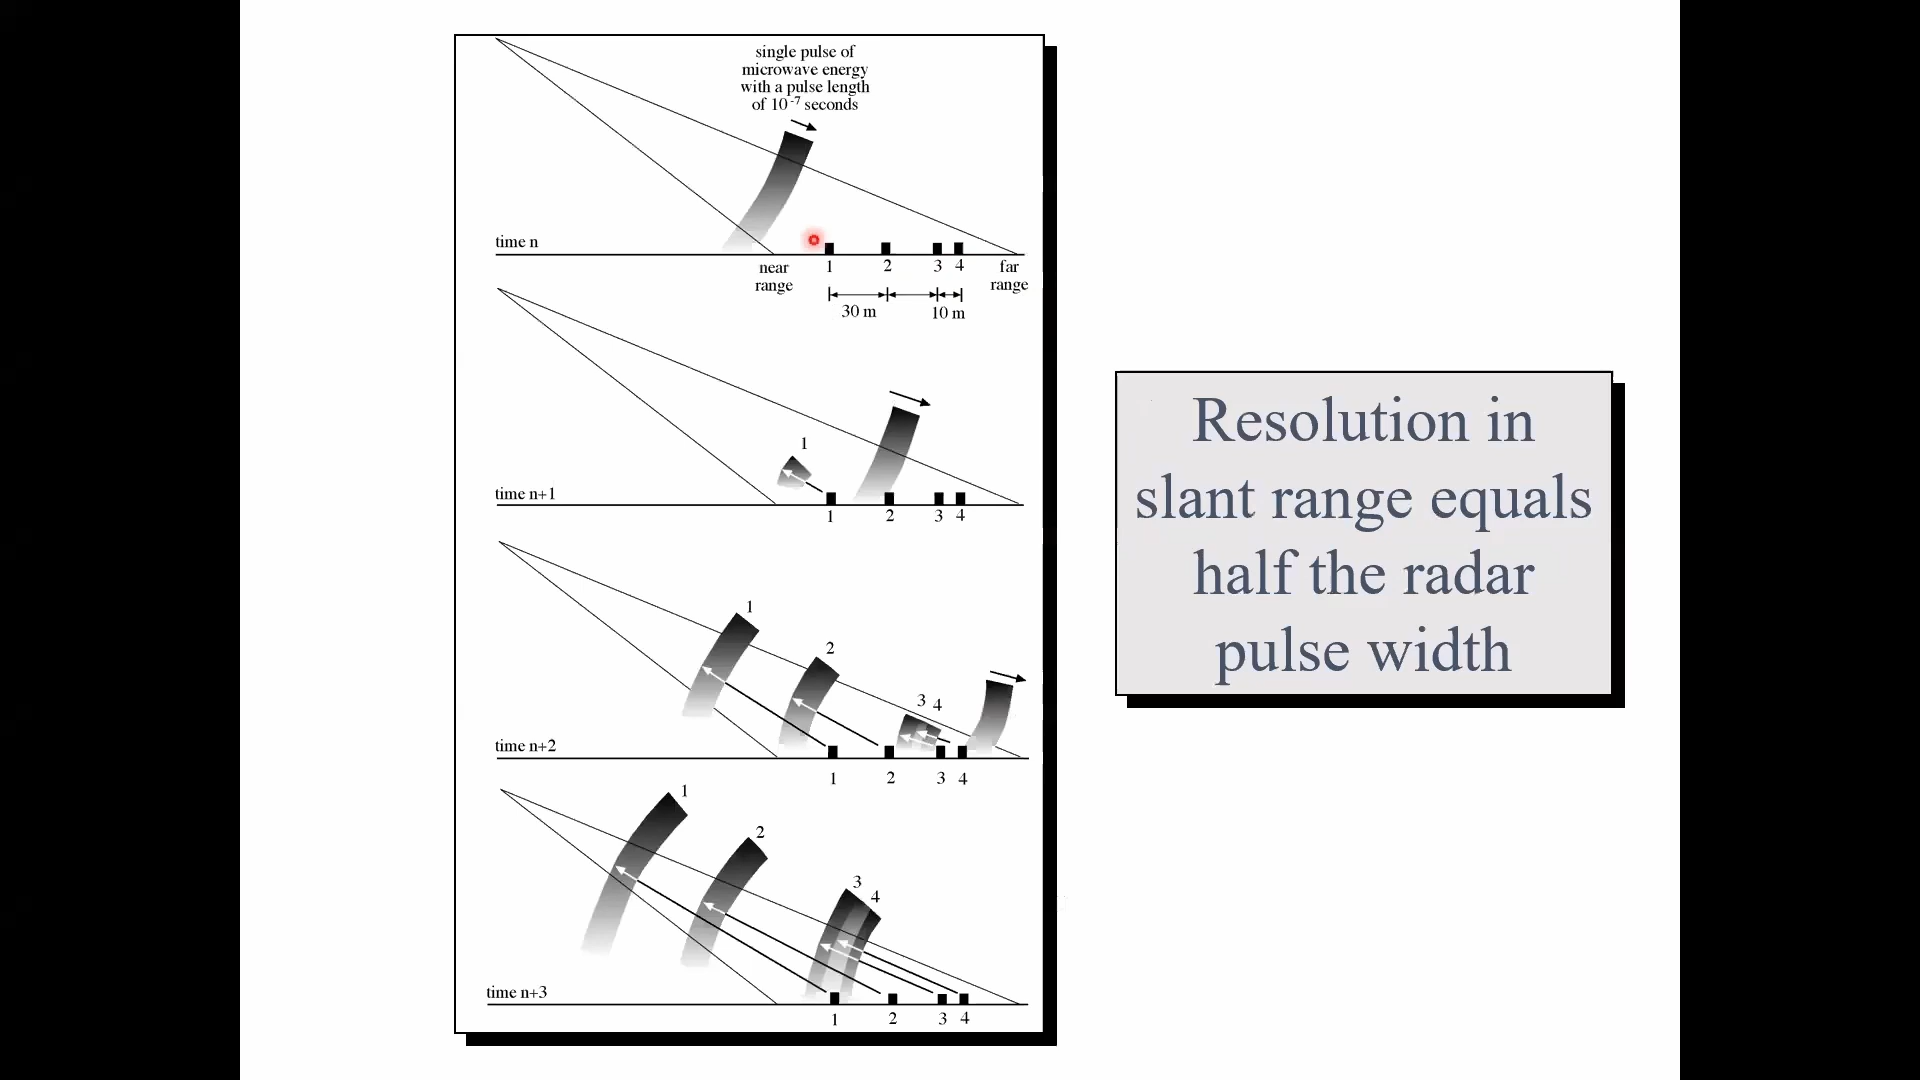 single pulse of
microwave energy
with a pulse length
of 10⁻⁷ seconds
time n
near
range
1 2 3 4
far
range
30 m
10 m
1
time n+1
1 2 3 4
1
2
3 4
time n+2
1 2 3 4
1
2
3
4
time n+3
1 2 3 4
Resolution in
slant range equals
half the radar
pulse width